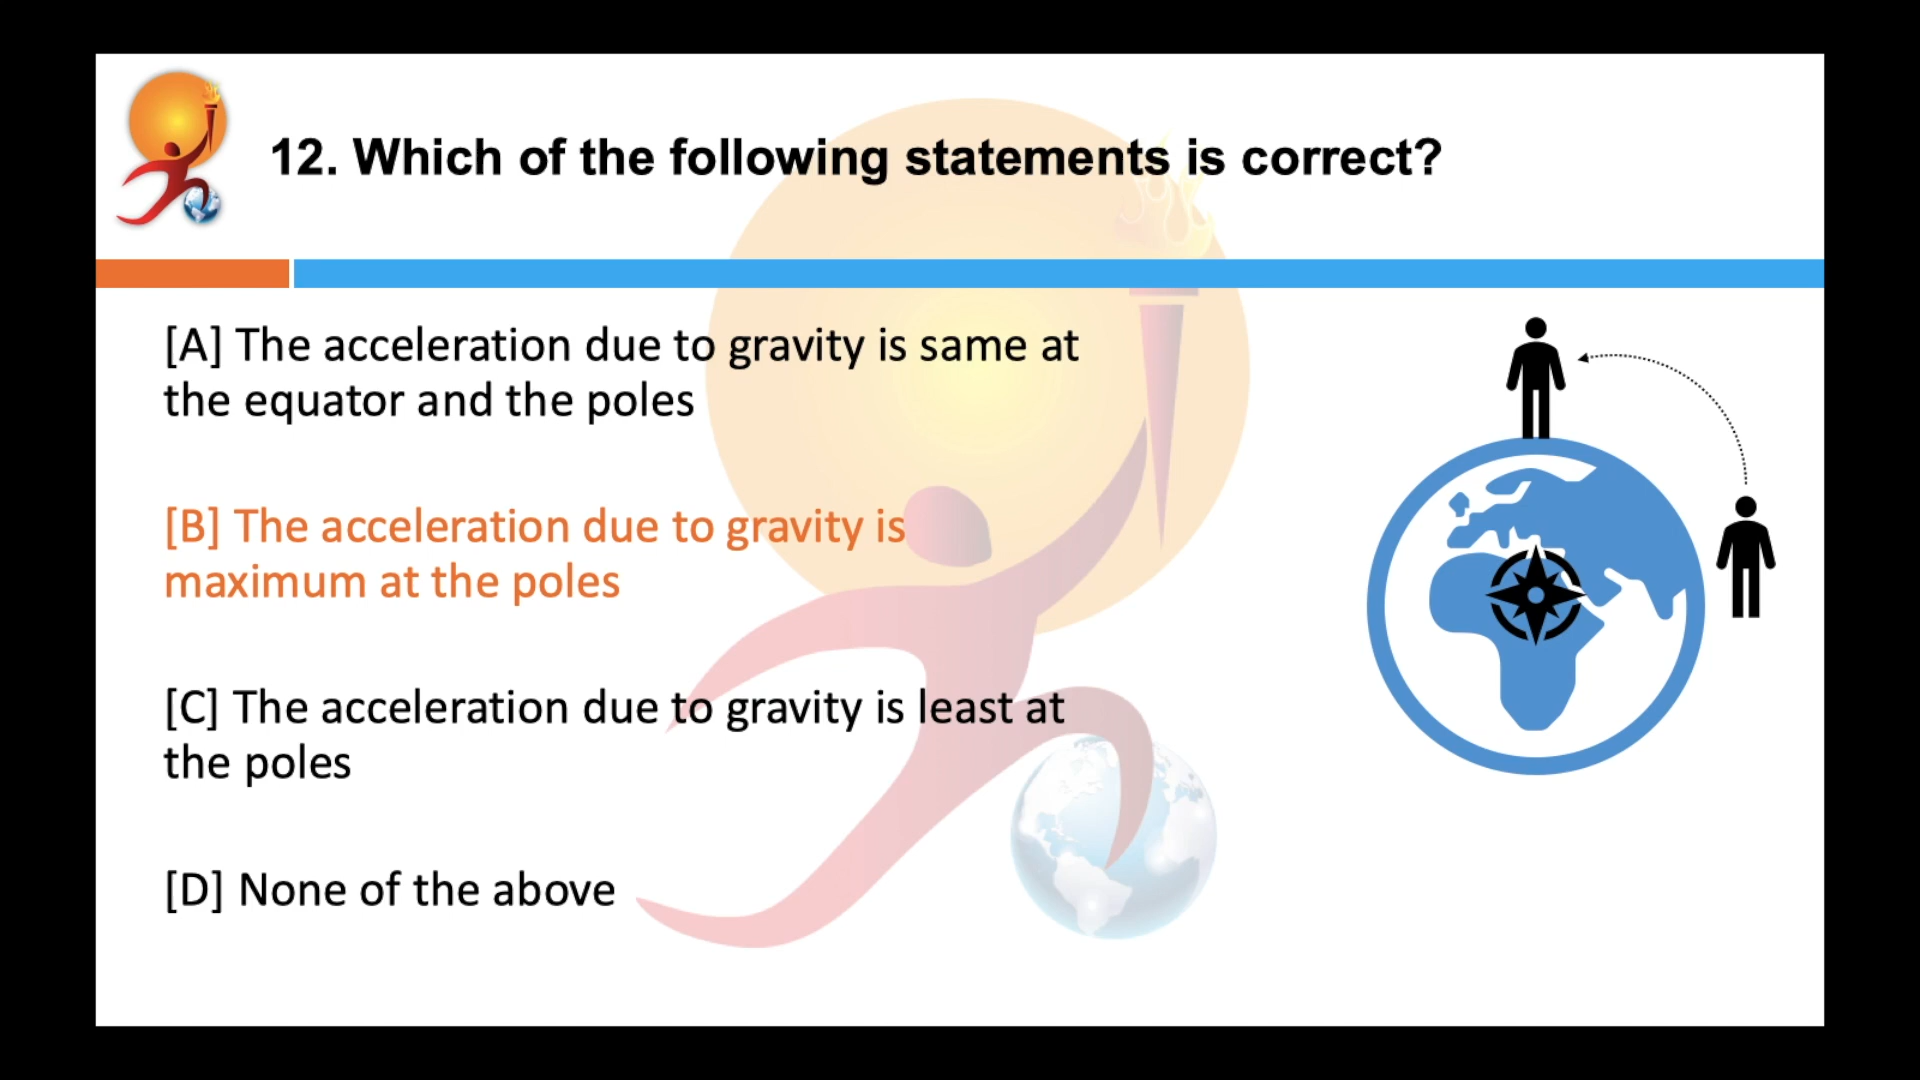 12. Which of the following statements is correct?
[A] The acceleration due to gravity is same at
the equator and the poles
[B] The acceleration due to gravity is
maximum at the poles
[C] The acceleration due to gravity is least at
the poles
[D] None of the above